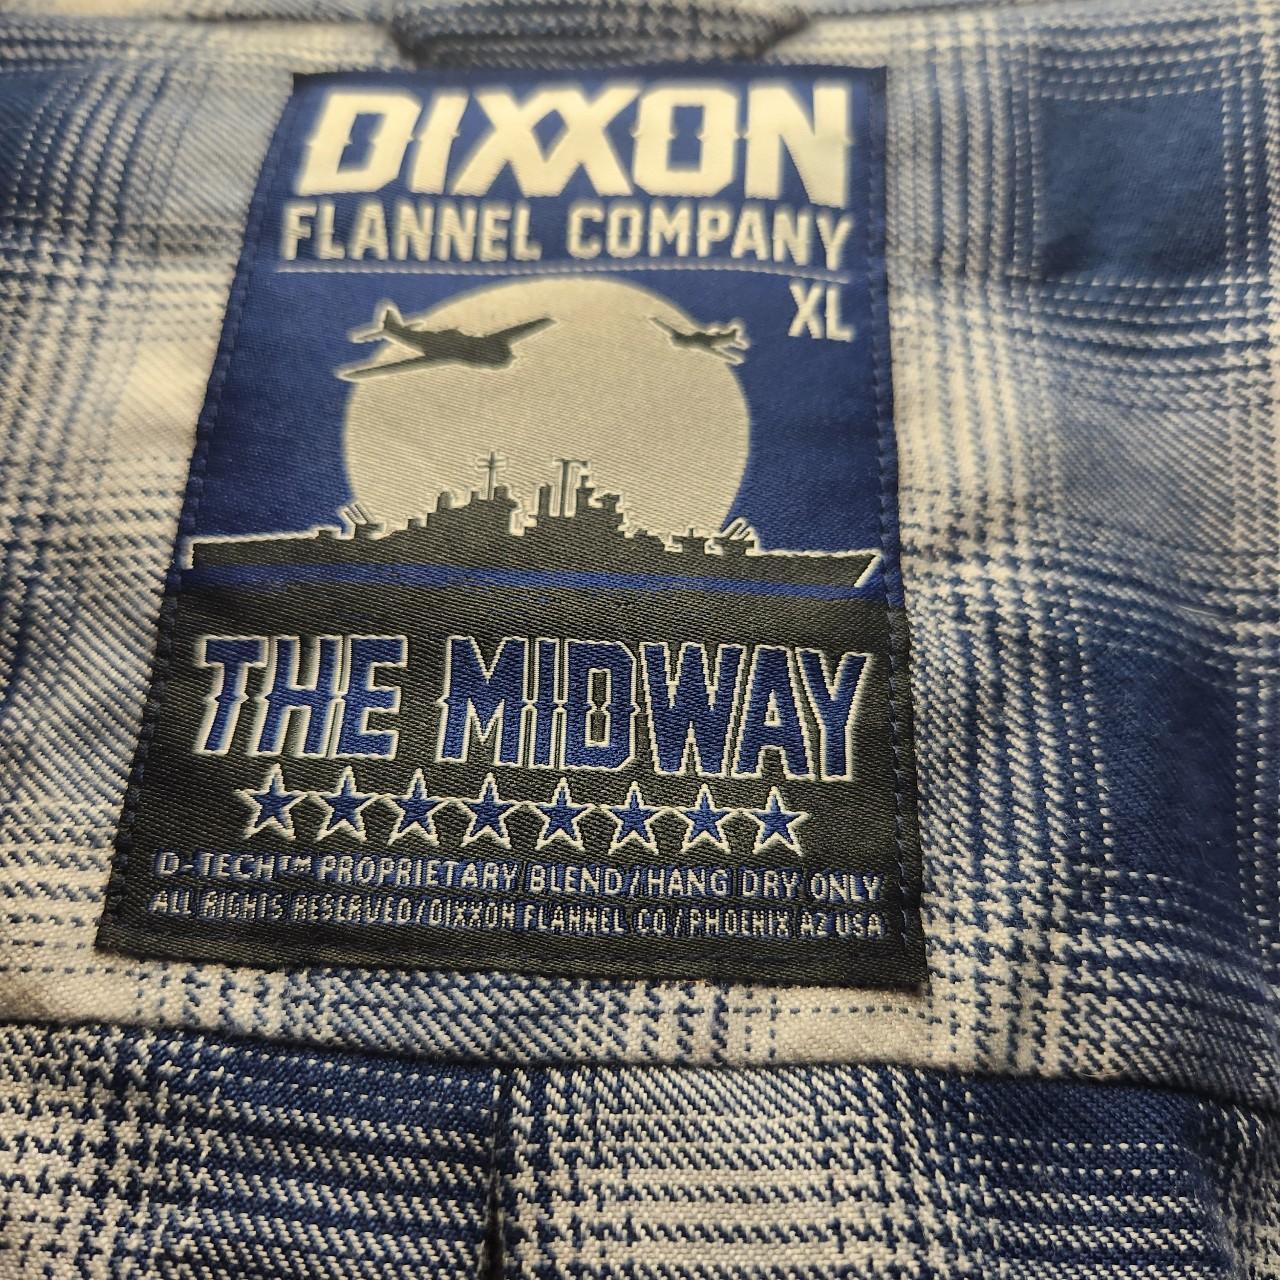 DIXXON
FLANNEL COMPANY
XL
THE MIDWAY
D-TECH™ PROPRIETARY BLEND/HANG DRY ONLY
ALL RIGHTS RESERVED/DIXXON FLANNEL CO/PHOENIX AZ USA